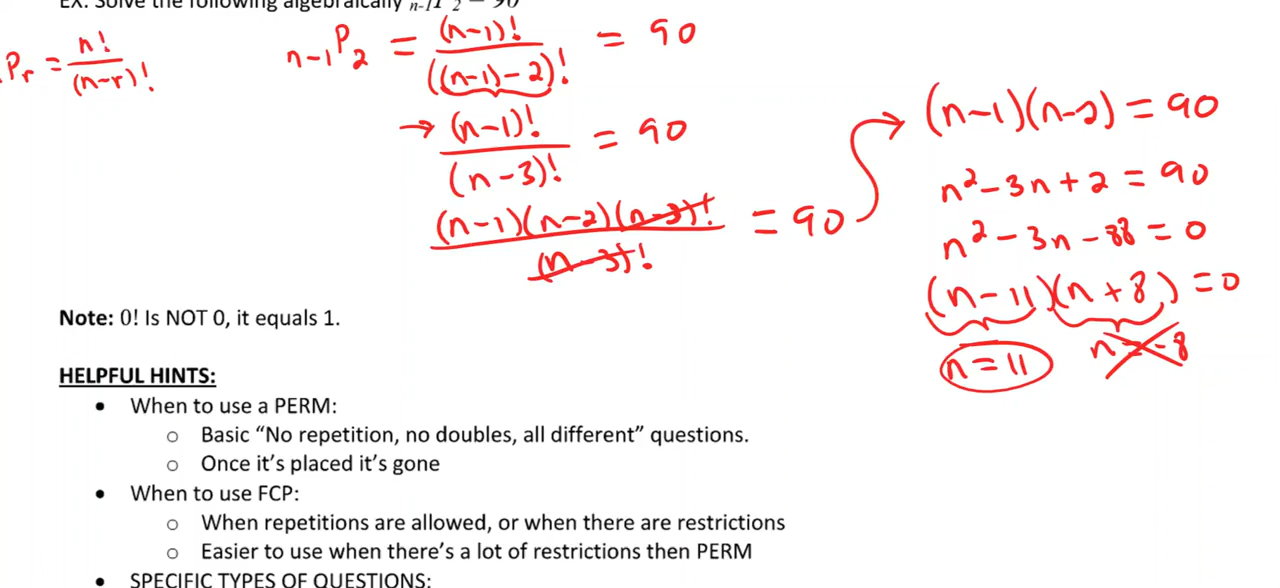 EX: Solve the following algebraically n-1P2 = 90
Pr = n! / (n-r)!
n-1P2 = (n-1)! / ((n-1)-2)! = 90
→ (n-1)! / (n-3)! = 90
(n-1)(n-2)(n-3)! / (n-3)! = 90
(n-1)(n-2) = 90
n²-3n+2 = 90
n²-3n-88 = 0
(n-11)(n+8) = 0
n = 11 n = -8
Note: 0! Is NOT 0, it equals 1.
HELPFUL HINTS:
• When to use a PERM:
o Basic “No repetition, no doubles, all different” questions.
o Once it’s placed it’s gone
• When to use FCP:
o When repetitions are allowed, or when there are restrictions
o Easier to use when there’s a lot of restrictions then PERM
• SPECIFIC TYPES OF QUESTIONS: